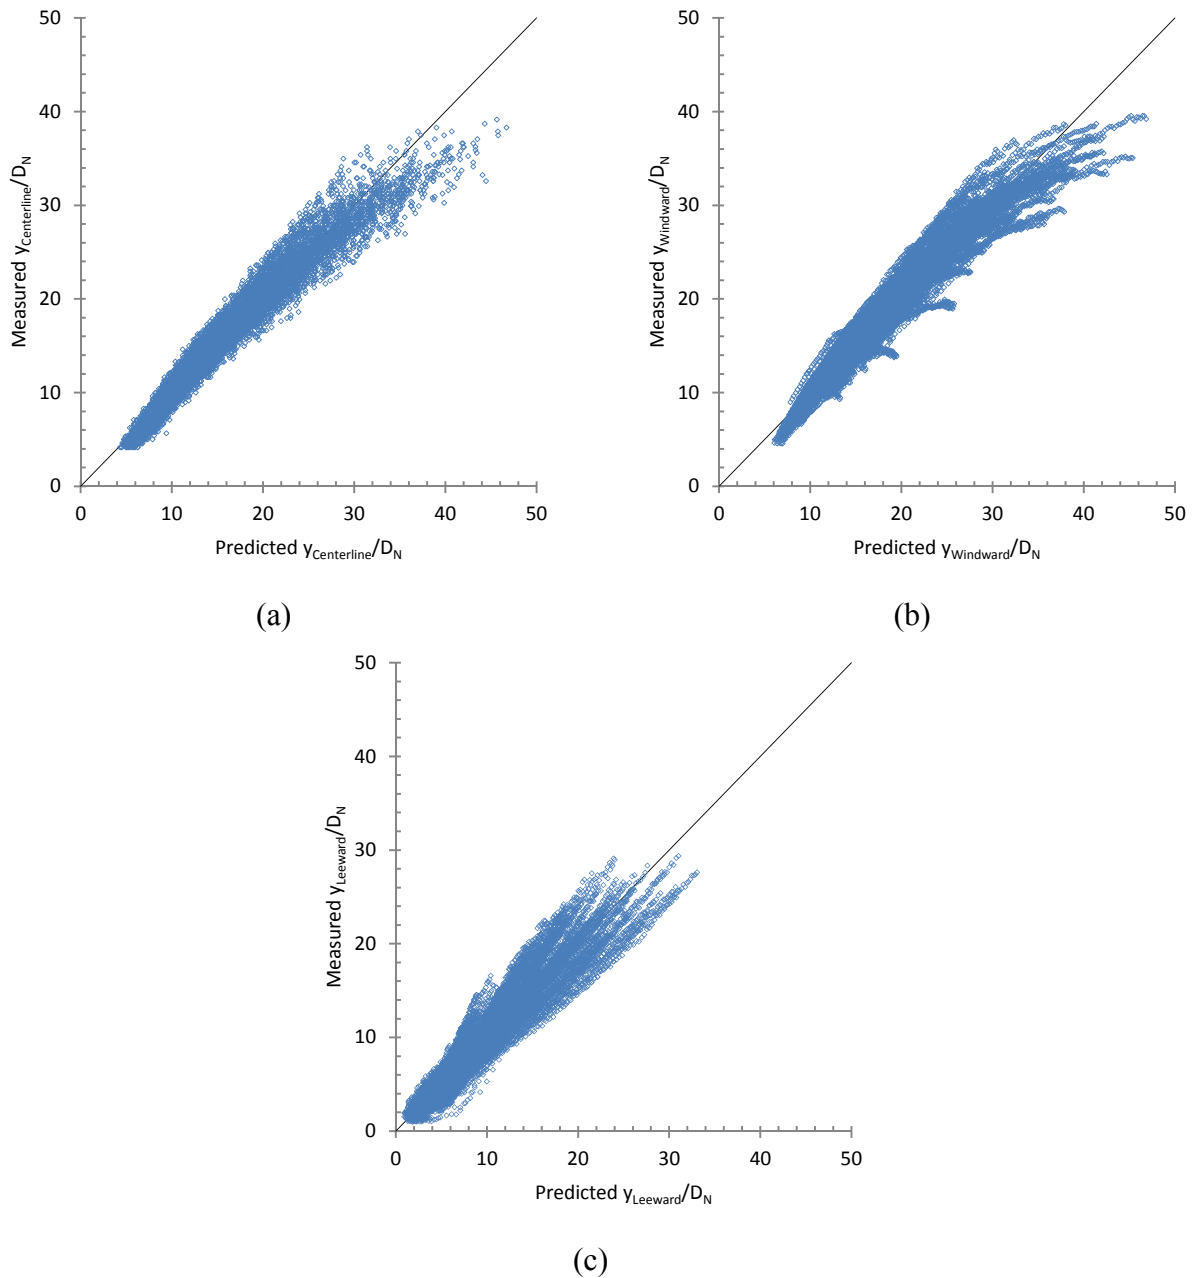 50
40
30
20
10
0
Measured yCenterline/DN
0 10 20 30 40 50
Predicted yCenterline/DN
(a)
50
40
30
20
10
0
Measured yWindward/DN
0 10 20 30 40 50
Predicted yWindward/DN
(b)
50
40
30
20
10
0
Measured yLeeward/DN
0 10 20 30 40 50
Predicted yLeeward/DN
(c)